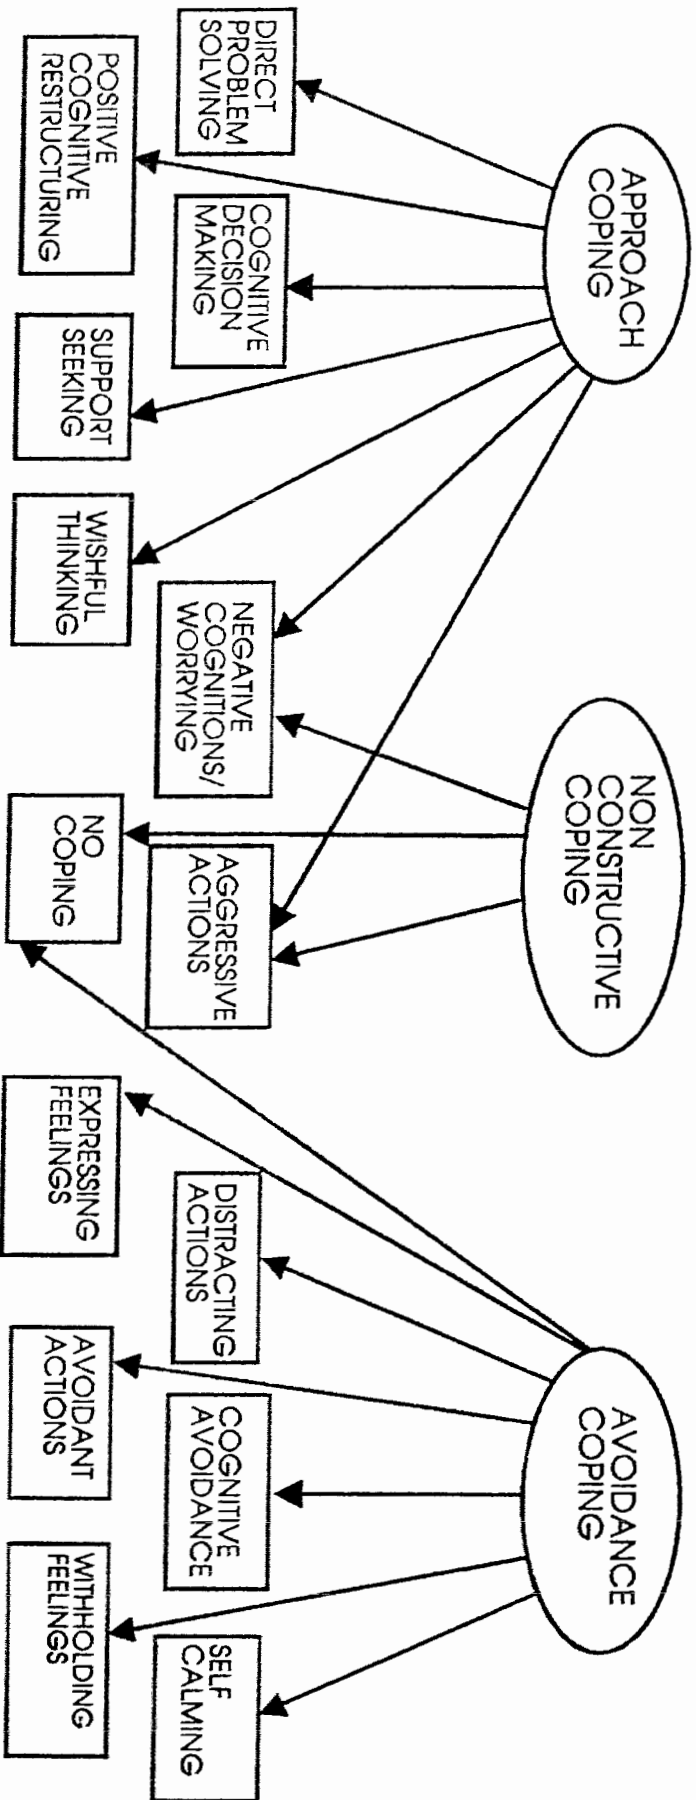 APPROACH
COPING
NON
CONSTRUCTIVE
COPING
AVOIDANCE
COPING
DIRECT
PROBLEM
SOLVING
COGNITIVE
DECISION
MAKING
NEGATIVE
COGNITIONS/
WORRYING
AGGRESSIVE
ACTIONS
DISTRACTING
ACTIONS
COGNITIVE
AVOIDANCE
SELF
CALMING
POSITIVE
COGNITIVE
RESTRUCTURING
SUPPORT
SEEKING
WISHFUL
THINKING
NO
COPING
EXPRESSING
FEELINGS
AVOIDANT
ACTIONS
WITHHOLDING
FEELINGS